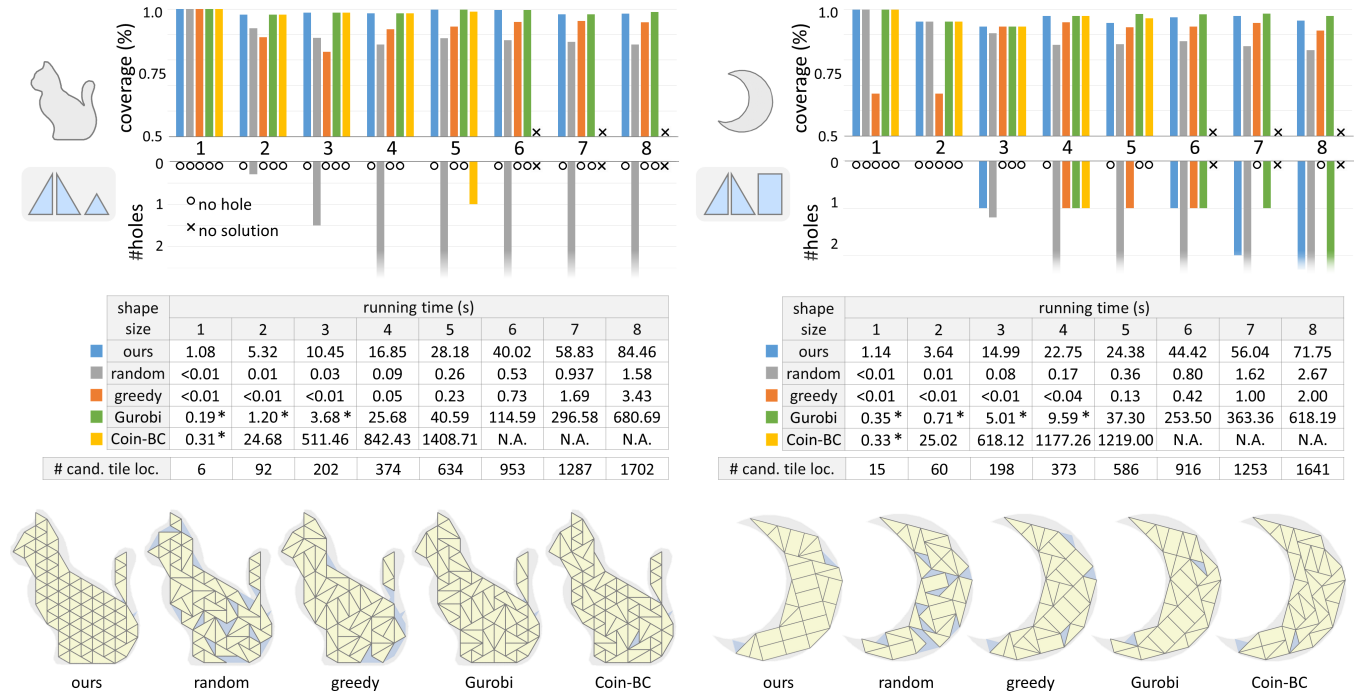 coverage (%)
1.0
0.75
0.5
1 2 3 4 5 6 7 8
#holes
0
1
2
no hole
no solution
shape size
running time (s)
1 2 3 4 5 6 7 8
ours 1.08 5.32 10.45 16.85 28.18 40.02 58.83 84.46
random <0.01 0.01 0.03 0.09 0.26 0.53 0.937 1.58
greedy <0.01 <0.01 <0.01 0.05 0.23 0.73 1.69 3.43
Gurobi 0.19* 1.20* 3.68* 25.68 40.59 114.59 296.58 680.69
Coin-BC 0.31* 24.68 511.46 842.43 1408.71 N.A. N.A. N.A.
# cand. tile loc. 6 92 202 374 634 953 1287 1702
ours random greedy Gurobi Coin-BC
coverage (%)
1.0
0.75
0.5
1 2 3 4 5 6 7 8
#holes
0
1
2
shape size
running time (s)
1 2 3 4 5 6 7 8
ours 1.14 3.64 14.99 22.75 24.38 44.42 56.04 71.75
random <0.01 0.01 0.08 0.17 0.36 0.80 1.62 2.67
greedy <0.01 <0.01 <0.01 <0.04 0.13 0.42 1.00 2.00
Gurobi 0.35* 0.71* 5.01* 9.59* 37.30 253.50 363.36 618.19
Coin-BC 0.33* 25.02 618.12 1177.26 1219.00 N.A. N.A. N.A.
# cand. tile loc. 15 60 198 373 586 916 1253 1641
ours random greedy Gurobi Coin-BC